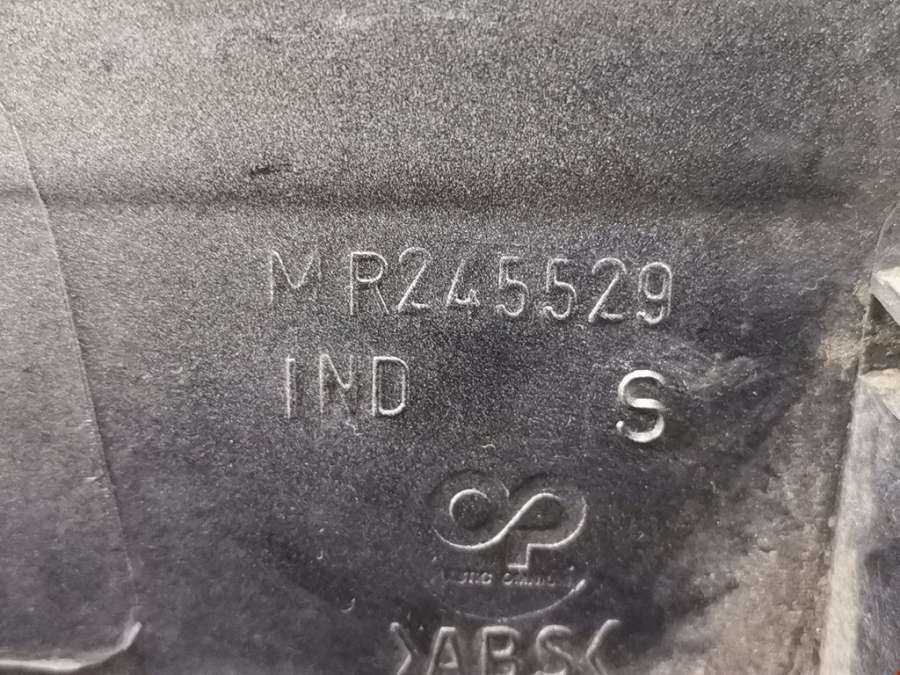 MR245529
IND S
>ABS<